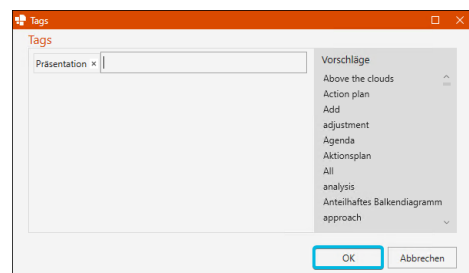 Tags
Tags
Präsentation ×
Vorschläge
Above the clouds
Action plan
Add
adjustment
Agenda
Aktionsplan
All
analysis
Anteilhaftes Balkendiagramm
approach
OK
Abbrechen